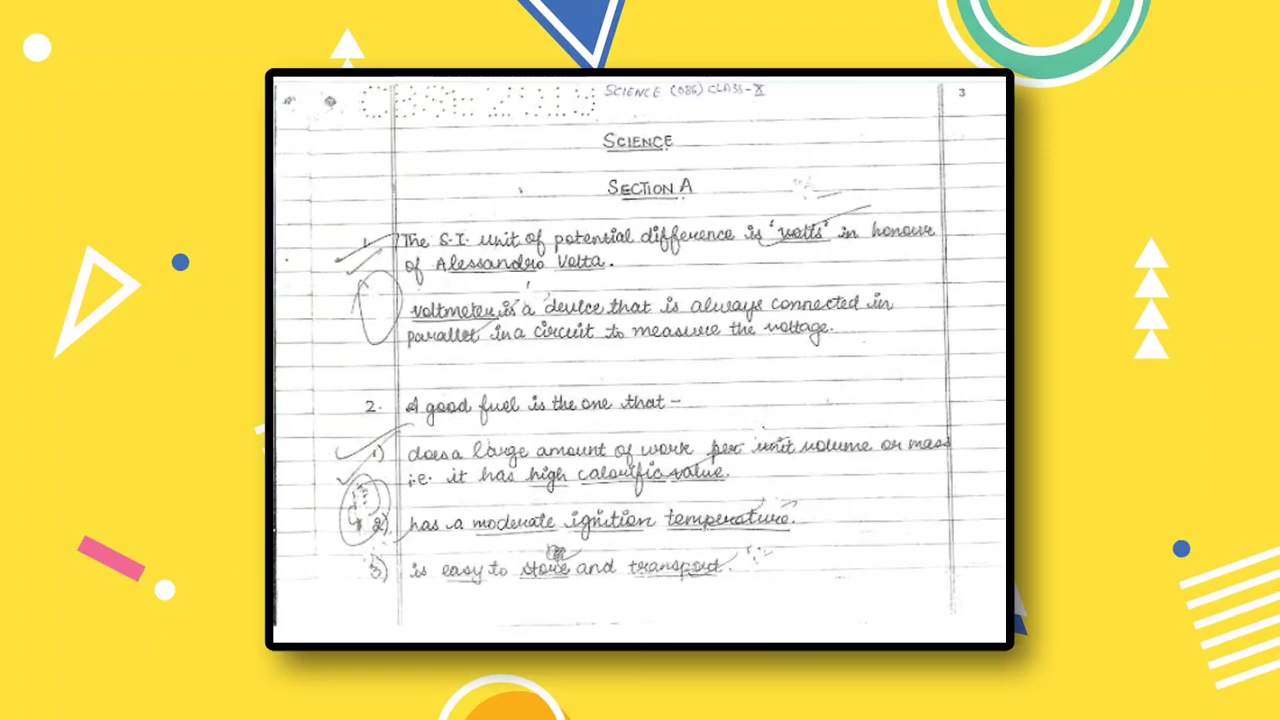 CBSE 2019 SCIENCE (086) CLASS-X 3
SCIENCE
SECTION A
1. The S.I. unit of potential difference is 'volts' in honour
of Alessandro Volta.
voltmeter is a device that is always connected in
parallel in a circuit to measure the voltage.
2. A good fuel is the one that -
1) does a large amount of work per unit volume or mass
i.e. it has high calorific value.
2) has a moderate ignition temperature.
3) is easy to store and transport.